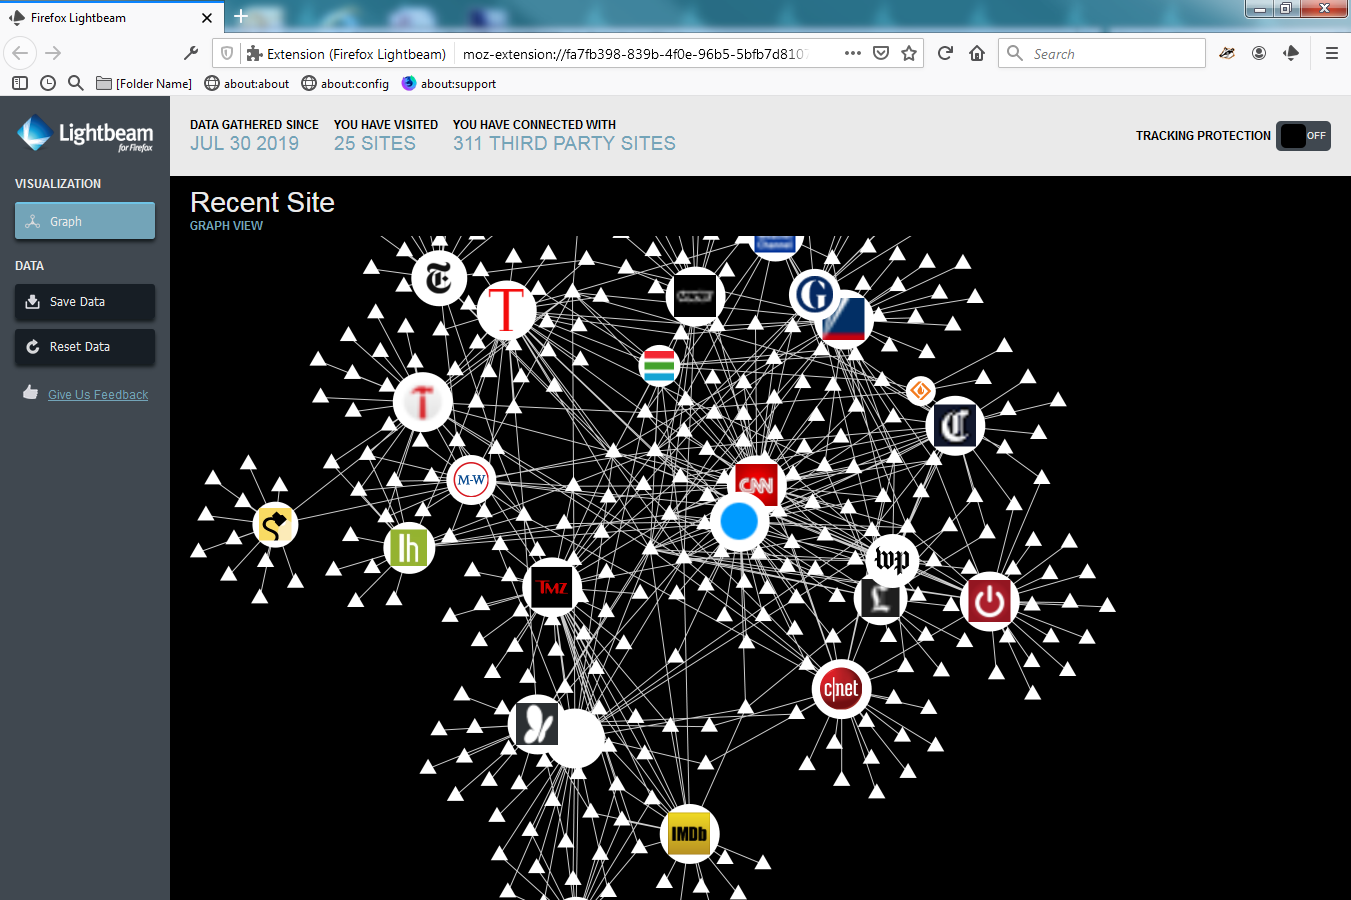 Firefox Lightbeam
Extension (Firefox Lightbeam)
moz-extension://fa7fb398-839b-4f0e-96b5-5bfb7d8107
Search
[Folder Name]
about:about
about:config
about:support
Lightbeam
for Firefox
DATA GATHERED SINCE
JUL 30 2019
YOU HAVE VISITED
25 SITES
YOU HAVE CONNECTED WITH
311 THIRD PARTY SITES
TRACKING PROTECTION
OFF
VISUALIZATION
Graph
DATA
Save Data
Reset Data
Give Us Feedback
Recent Site
GRAPH VIEW
Channel
T
T
G
T
C
M-W
CNN
S
lh
wp
TMZ
L
c|net
IMDb